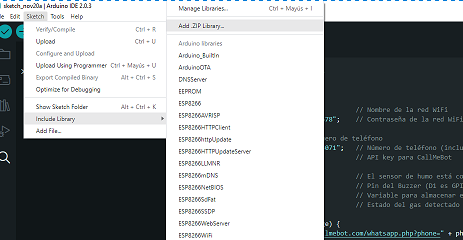 sketch_nov20a | Arduino IDE 2.0.3
Edit Sketch Tools Help
Verify/Compile Ctrl + R
Upload Ctrl + U
Configure and Upload
Upload Using Programmer Ctrl + Mayús + U
Export Compiled Binary Alt + Ctrl + S
Optimize for Debugging
Show Sketch Folder Alt + Ctrl + K
Include Library
Add File...
Manage Libraries... Ctrl + Mayús + I
Add .ZIP Library...
Arduino libraries
Arduino_BuiltIn
ArduinoOTA
DNSServer
EEPROM
ESP8266
ESP8266AVRISP
ESP8266HTTPClient
ESP8266httpUpdate
ESP8266HTTPUpdateServer
ESP8266LLMNR
ESP8266mDNS
ESP8266NetBIOS
ESP8266SdFat
ESP8266SSDP
ESP8266WebServer
ESP8266WiFi
// Nombre de la red WiFi
78"; // Contraseña de la red WiFi
ero de teléfono
071"; // Número de teléfono (inclu
// API key para CallMeBot
// El sensor de humo está co
// Pin del Buzzer (D1 es GPI
// Variable para almacenar e
// Estado del gas detectado
e) {
lmebot.com/whatsapp.php?phone=" + ph